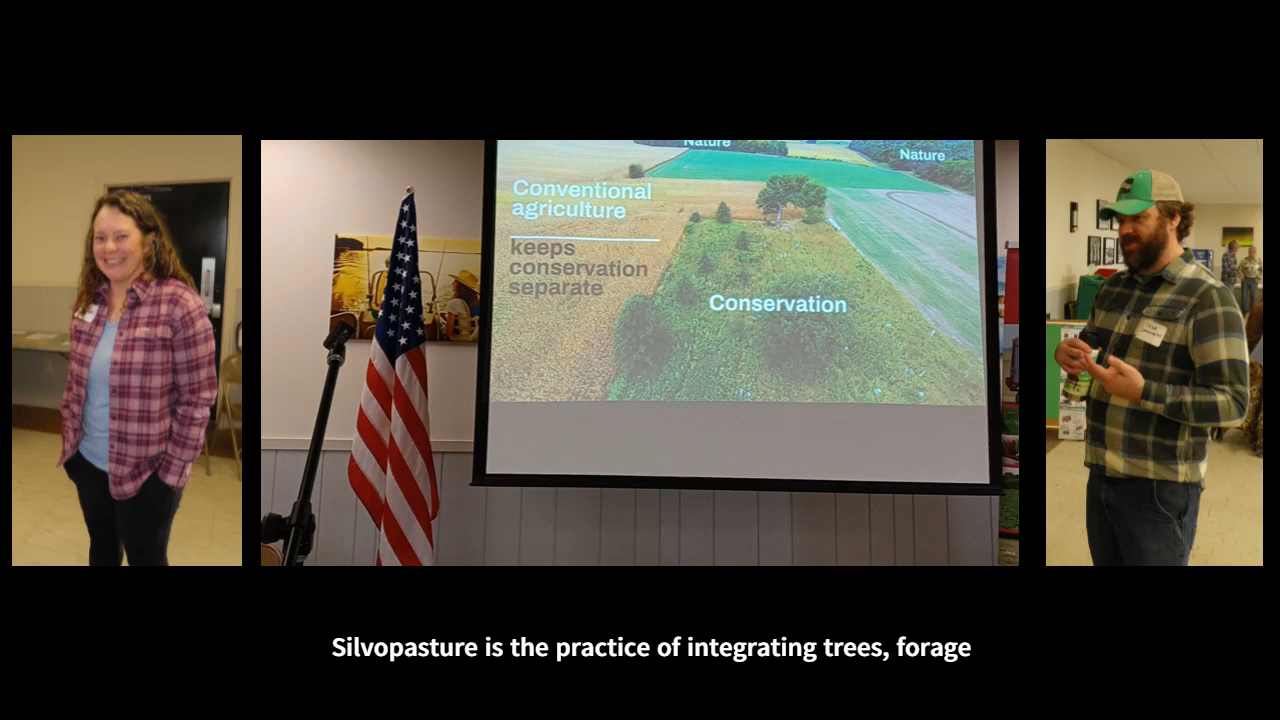 Nature
Nature
Conventional
agriculture
keeps
conservation
separate
Conservation
Silvopasture is the practice of integrating trees, forage